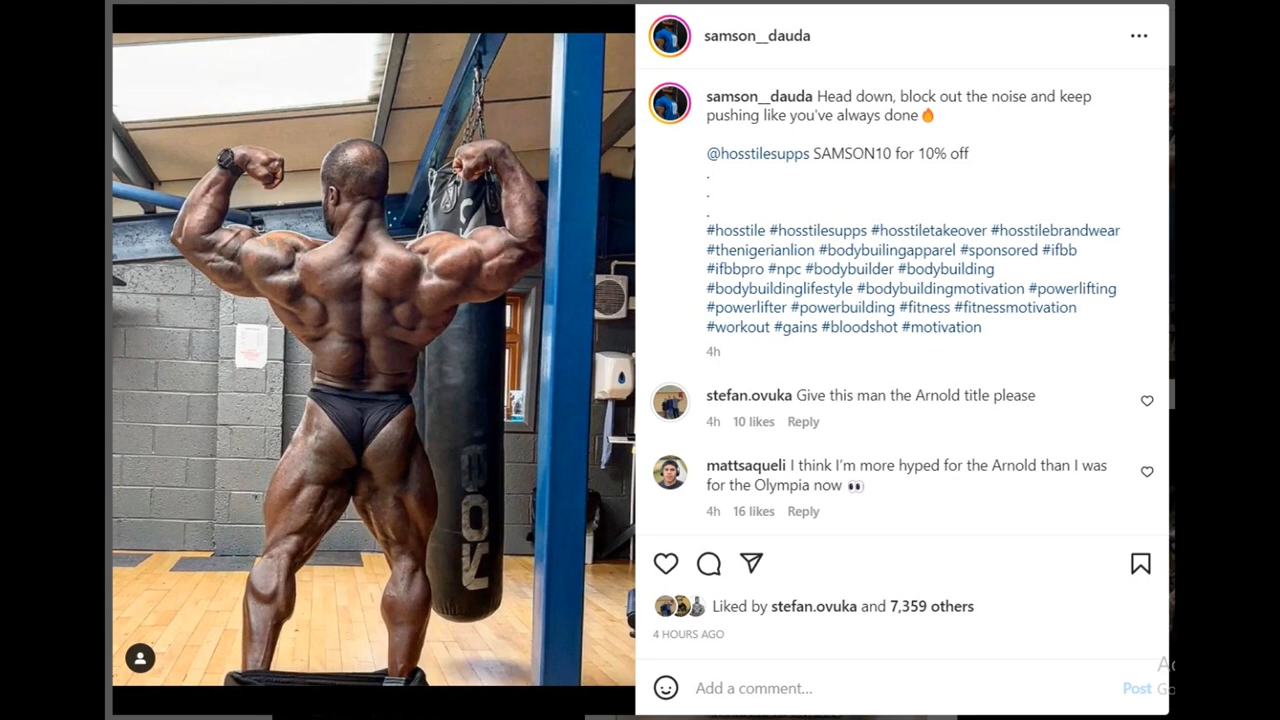 samson__dauda
samson__dauda Head down, block out the noise and keep
pushing like you've always done🔥
@hosstilesupps SAMSON10 for 10% off
.
.
.
#hosstile #hosstilesupps #hosstiletakeover #hosstilebrandwear
#thenigerianlion #bodybuilingapparel #sponsored #ifbb
#ifbbpro #npc #bodybuilder #bodybuilding
#bodybuildinglifestyle #bodybuildingmotivation #powerlifting
#powerlifter #powerbuilding #fitness #fitnessmotivation
#workout #gains #bloodshot #motivation
4h
stefan.ovuka Give this man the Arnold title please
4h 10 likes Reply
mattsaqueli I think I'm more hyped for the Arnold than I was
for the Olympia now 👀
4h 16 likes Reply
Liked by stefan.ovuka and 7,359 others
4 HOURS AGO
Add a comment...
Post